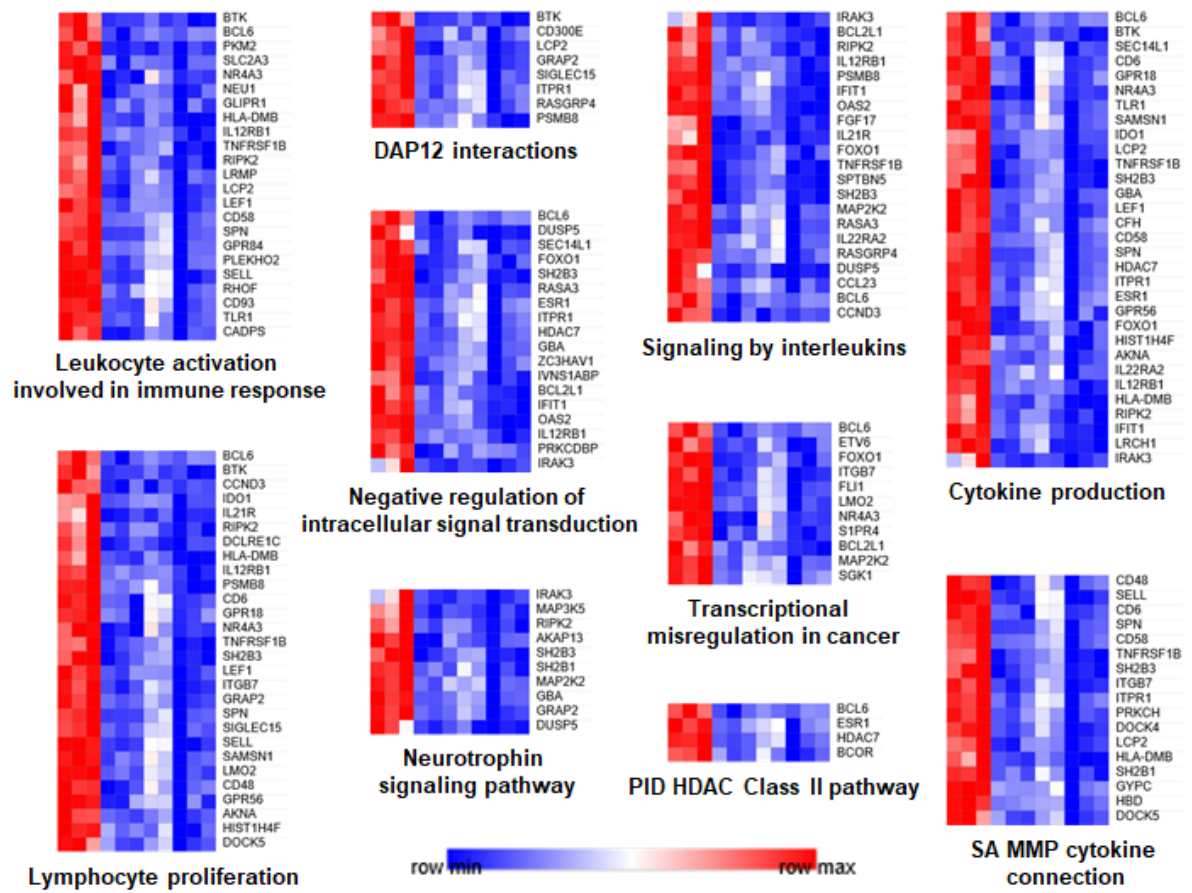 BTK
BCL6
PKM2
SLC2A3
NR4A3
NEU1
GLIPR1
HLA-DMB
IL12RB1
TNFRSF1B
RIPK2
LRMP
LCP2
LEF1
CD58
SPN
GPR84
PLEKHO2
SELL
RHOF
CD93
TLR1
CADPS
Leukocyte activation
involved in immune response
BCL6
BTK
CCND3
IDO1
IL21R
RIPK2
DCLRE1C
HLA-DMB
IL12RB1
PSMB8
CD6
GPR18
NR4A3
TNFRSF1B
SH2B3
LEF1
ITGB7
GRAP2
SPN
SIGLEC15
SELL
SAMSN1
LMO2
CD48
GPR56
AKNA
HIST1H4F
DOCK5
Lymphocyte proliferation
BTK
CD300E
LCP2
GRAP2
SIGLEC15
ITPR1
RASGRP4
PSMB8
DAP12 interactions
BCL6
DUSP5
SEC14L1
FOXO1
SH2B3
RASA3
ESR1
ITPR1
HDAC7
GBA
ZC3HAV1
IVNS1ABP
BCL2L1
IFIT1
OAS2
IL12RB1
PRKCDBP
IRAK3
Negative regulation of
intracellular signal transduction
IRAK3
MAP3K5
RIPK2
AKAP13
SH2B3
SH2B1
MAP2K2
GBA
GRAP2
DUSP5
Neurotrophin
signaling pathway
IRAK3
BCL2L1
RIPK2
IL12RB1
PSMB8
IFIT1
OAS2
FGF17
IL21R
FOXO1
TNFRSF1B
SPTBN5
SH2B3
MAP2K2
RASA3
IL22RA2
RASGRP4
DUSP5
CCL23
BCL6
CCND3
Signaling by interleukins
BCL6
ETV6
FOXO1
ITGB7
FLI1
LMO2
NR4A3
S1PR4
BCL2L1
MAP2K2
SGK1
Transcriptional
misregulation in cancer
BCL6
ESR1
HDAC7
BCOR
PID HDAC Class II pathway
BCL6
BTK
SEC14L1
CD6
GPR18
NR4A3
TLR1
SAMSN1
IDO1
LCP2
TNFRSF1B
SH2B3
GBA
LEF1
CFH
CD58
SPN
HDAC7
ITPR1
ESR1
GPR56
FOXO1
HIST1H4F
AKNA
IL22RA2
IL12RB1
HLA-DMB
RIPK2
IFIT1
LRCH1
IRAK3
Cytokine production
CD48
SELL
CD6
SPN
CD58
TNFRSF1B
SH2B3
ITGB7
ITPR1
PRKCH
DOCK4
LCP2
HLA-DMB
SH2B1
GYPC
HBD
DOCK5
SA MMP cytokine
connection
row min
row max